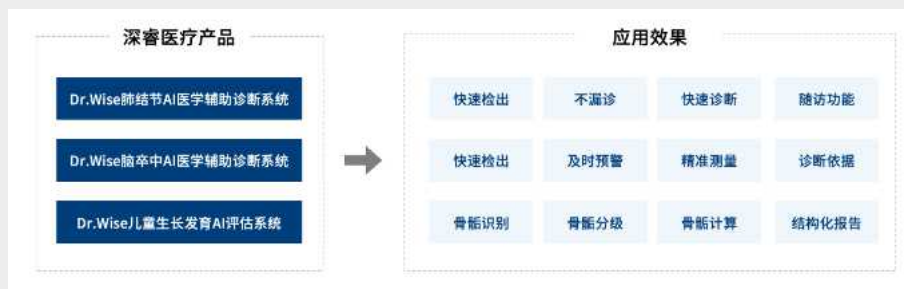 深睿医疗产品
应用效果
Dr.Wise肺结节AI医学辅助诊断系统
快速检出
不漏诊
快速诊断
随访功能
Dr.Wise脑卒中AI医学辅助诊断系统
快速检出
及时预警
精准测量
诊断依据
Dr.Wise儿童生长发育AI评估系统
骨骺识别
骨骺分级
骨骺计算
结构化报告